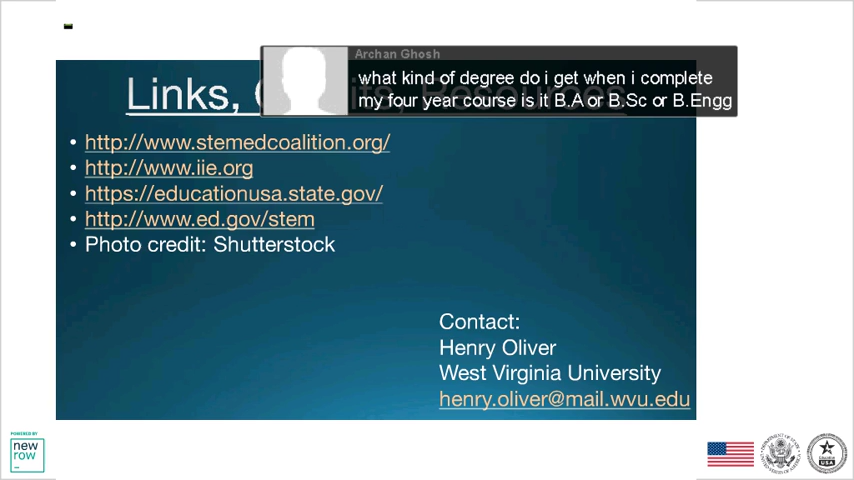 Archan Ghosh
what kind of degree do i get when i complete
my four year course is it B.A or B.Sc or B.Engg
Links,
• http://www.stemedcoalition.org/
• http://www.iie.org
• https://educationusa.state.gov/
• http://www.ed.gov/stem
• Photo credit: Shutterstock
Contact:
Henry Oliver
West Virginia University
henry.oliver@mail.wvu.edu
POWERED BY
new
row